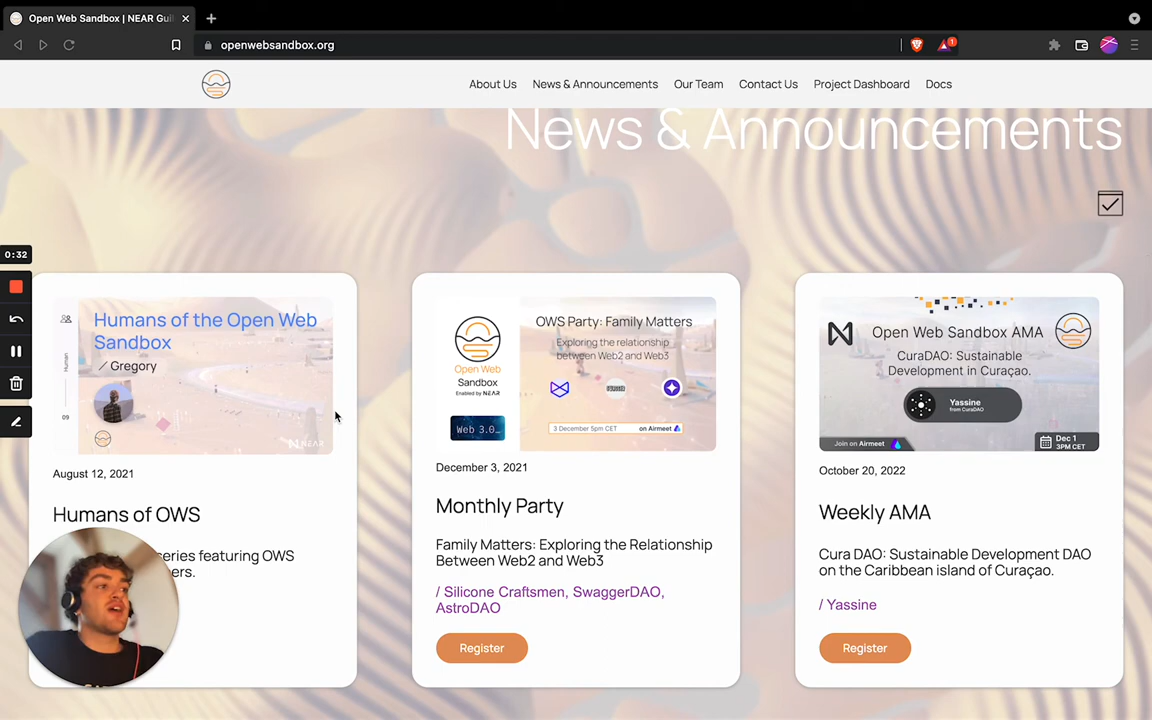 Open Web Sandbox | NEAR Gui
openwebsandbox.org
1
About Us
News & Announcements
Our Team
Contact Us
Project Dashboard
Docs
News & Announcements
0:32
Humans of the Open Web
Sandbox
/ Gregory
Human
09
NEAR
August 12, 2021
Humans of OWS
series featuring OWS
ers.
Open Web
Sandbox
Enabled by NEAR
Web 3.0...
OWS Party: Family Matters
Exploring the relationship
between Web2 and Web3
3 December 5pm CET
on Airmeet
December 3, 2021
Monthly Party
Family Matters: Exploring the Relationship
Between Web2 and Web3
/ Silicone Craftsmen, SwaggerDAO,
AstroDAO
Register
Open Web Sandbox AMA
CuraDAO: Sustainable
Development in Curaçao.
Yassine
from CuraDAO
Join on Airmeet
Dec 1
3PM CET
October 20, 2022
Weekly AMA
Cura DAO: Sustainable Development DAO
on the Caribbean island of Curaçao.
/ Yassine
Register